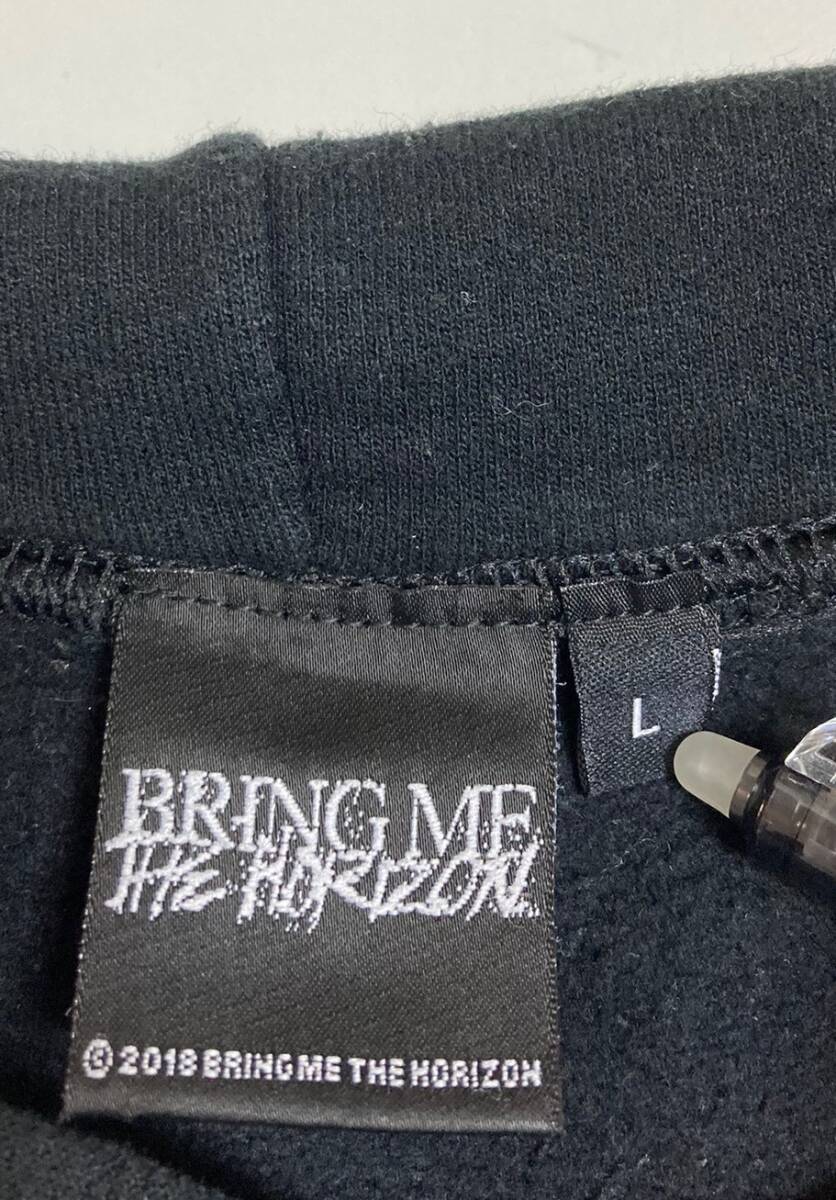 BRING ME
THE HORIZON
L
© 2018 BRING ME THE HORIZON